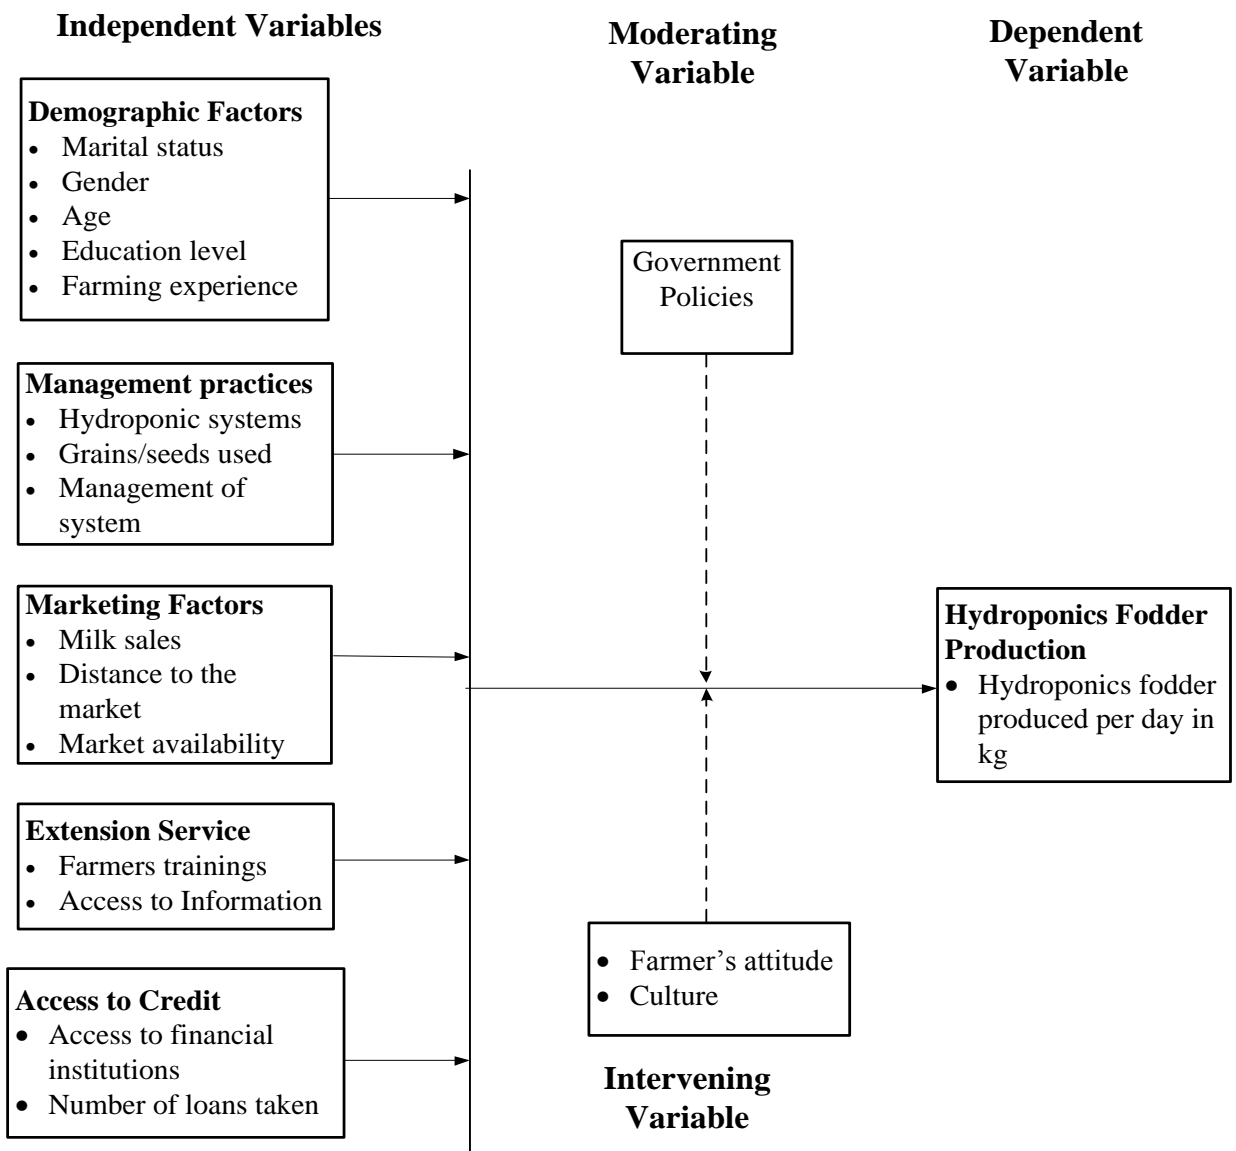 Independent Variables
Moderating
Variable
Dependent
Variable
Demographic Factors
• Marital status
• Gender
• Age
• Education level
• Farming experience
Management practices
• Hydroponic systems
• Grains/seeds used
• Management of
system
Marketing Factors
• Milk sales
• Distance to the
market
• Market availability
Extension Service
• Farmers trainings
• Access to Information
Access to Credit
• Access to financial
institutions
• Number of loans taken
Government
Policies
• Farmer’s attitude
• Culture
Intervening
Variable
Hydroponics Fodder
Production
• Hydroponics fodder
produced per day in
kg